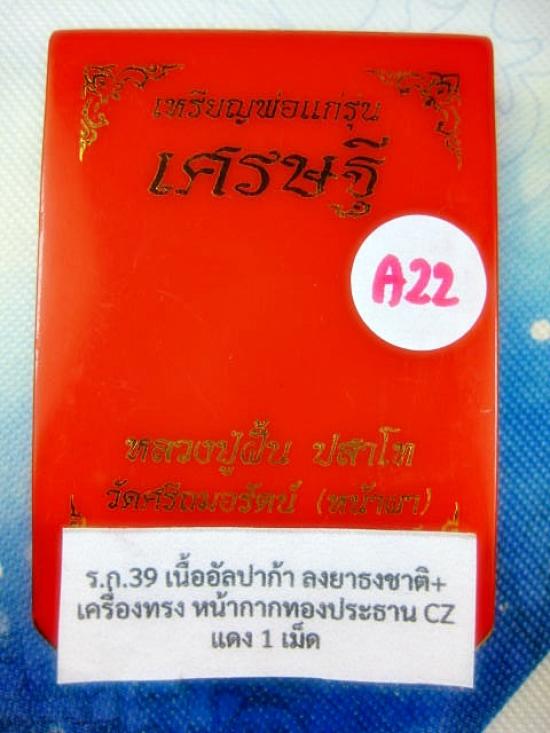 เหรียญพ่อแก่รุ่น
เศรษฐี
A22
หลวงปู่ฝั้น ปสาโท
วัดศรีถมอรัตน์ (หน้าผา)
ร.ก.39 เนื้ออัลปาก้า ลงยาธงชาติ+
เครื่องทรง หน้ากากทองประธาน CZ
แดง 1 เม็ด